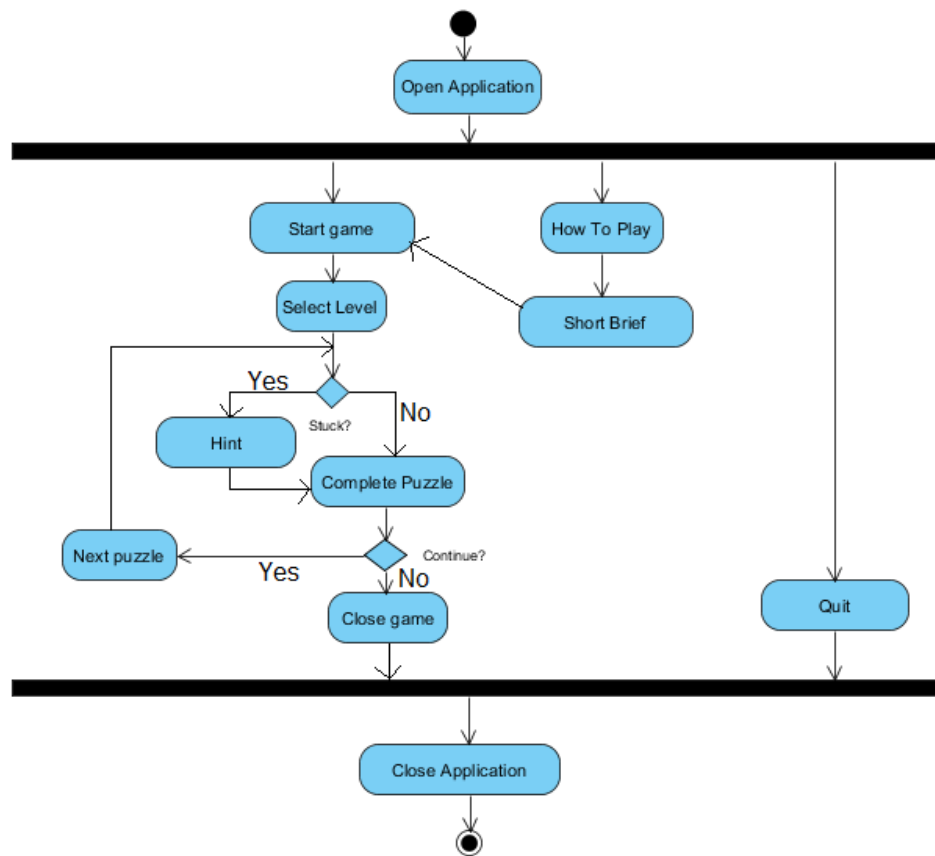 Open Application
Start game
How To Play
Select Level
Short Brief
Yes
No
Stuck?
Hint
Complete Puzzle
Next puzzle
Continue?
Yes
No
Close game
Quit
Close Application